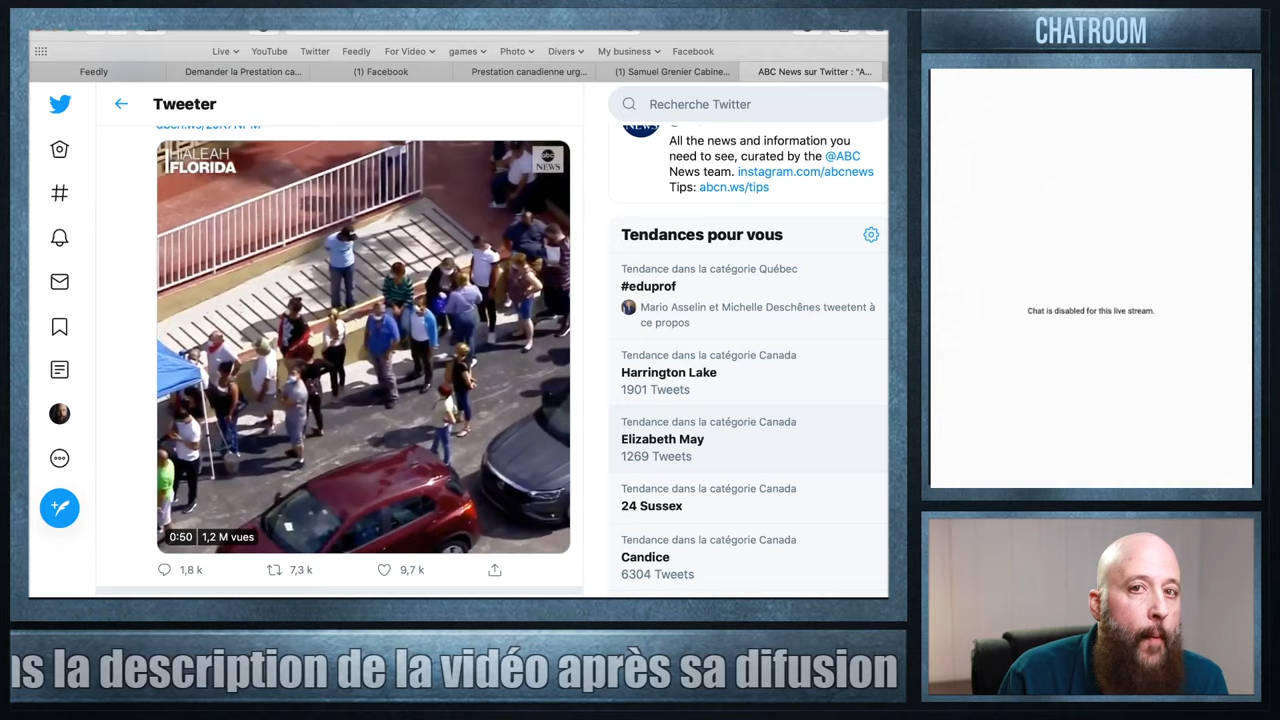 CHATROOM
Live
YouTube
Twitter
Feedly
For Video
games
Photo
Divers
My business
Facebook
Feedly
Demander la Prestation ca...
(1) Facebook
Prestation canadienne urg...
(1) Samuel Grenier Cabine...
ABC News sur Twitter : "A...
Tweeter
Recherche Twitter
HIALEAH
FLORIDA
abc
NEWS
0:50
1,2 M vues
1,8 k
7,3 k
9,7 k
NEWS
All the news and information you
need to see, curated by the @ABC
News team. instagram.com/abcnews
Tips: abcn.ws/tips
Tendances pour vous
Tendance dans la catégorie Québec
#eduprof
Mario Asselin et Michelle Deschênes tweetent à
ce propos
Tendance dans la catégorie Canada
Harrington Lake
1901 Tweets
Tendance dans la catégorie Canada
Elizabeth May
1269 Tweets
Tendance dans la catégorie Canada
24 Sussex
Tendance dans la catégorie Canada
Candice
6304 Tweets
Chat is disabled for this live stream.
ns la description de la vidéo après sa difusion